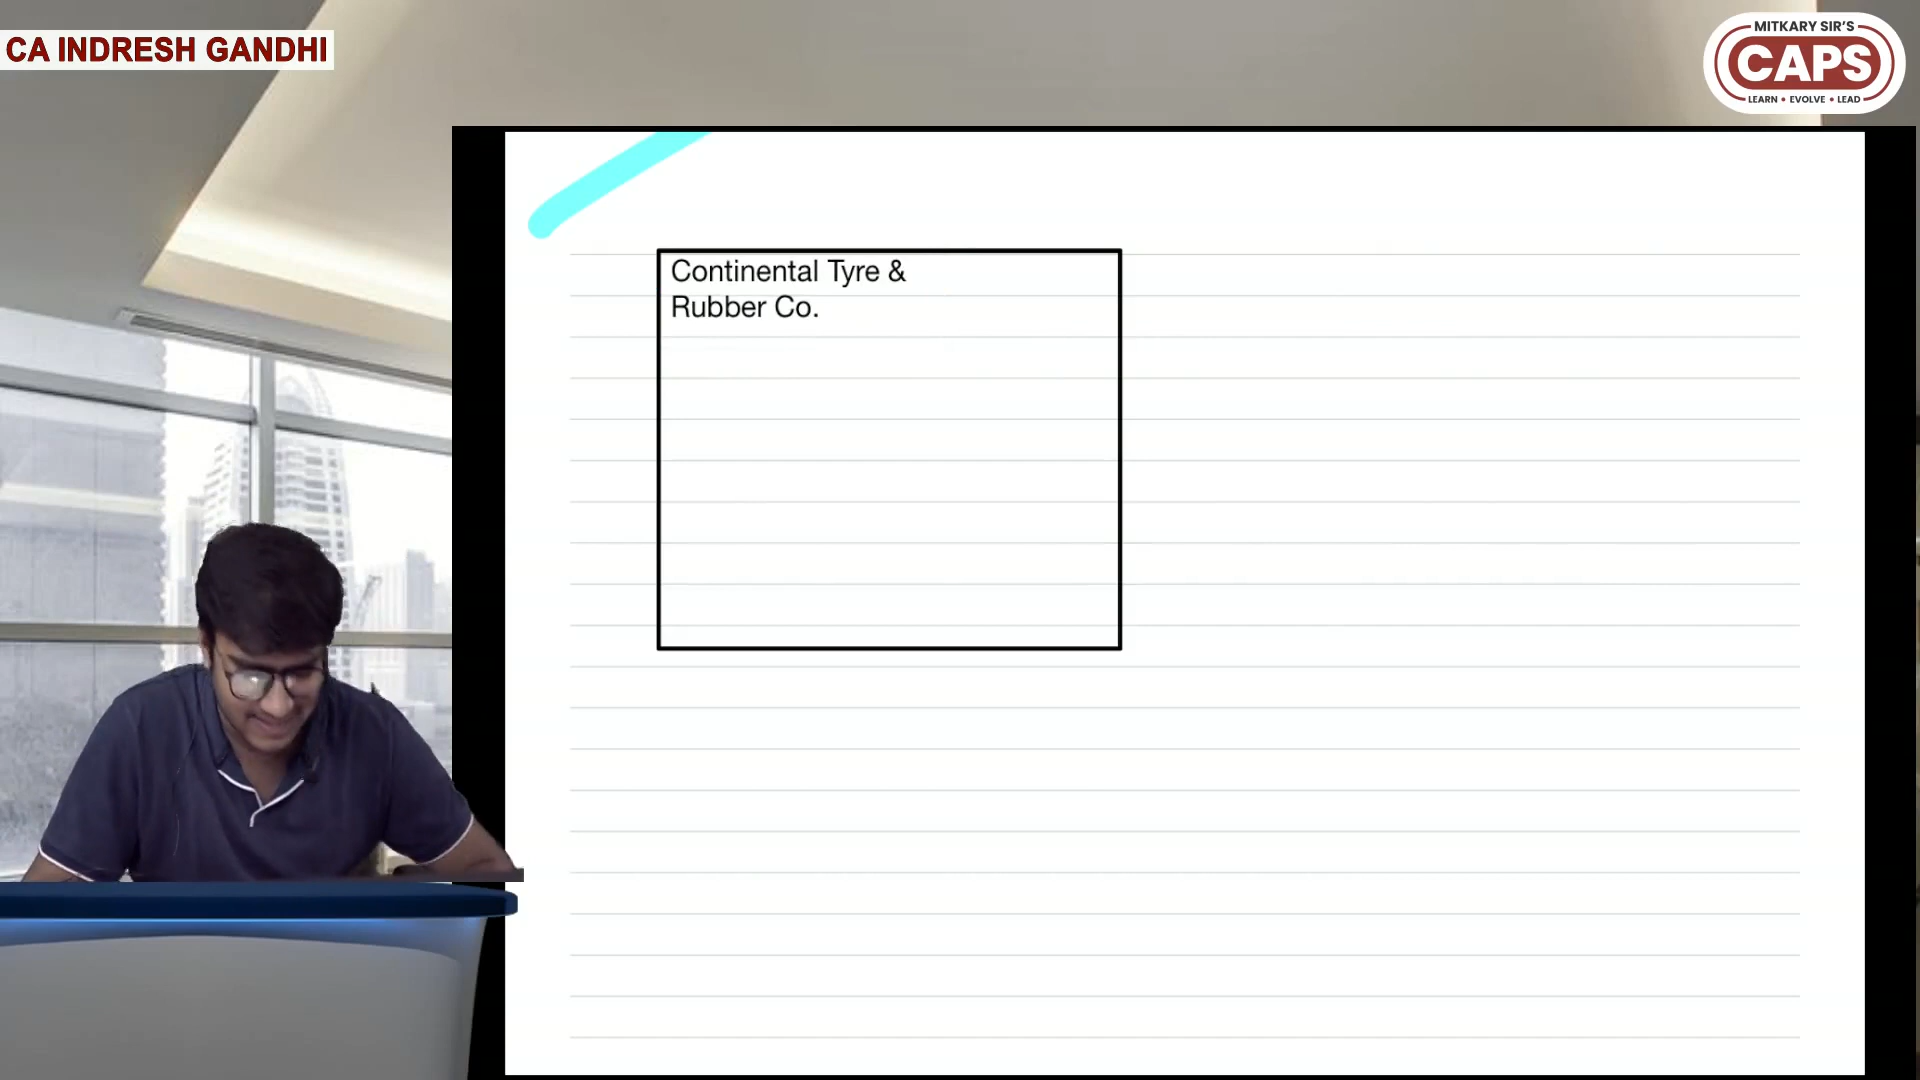 CA INDRESH GANDHI
MITKARY SIR'S
CAPS
LEARN • EVOLVE • LEAD
Continental Tyre &
Rubber Co.